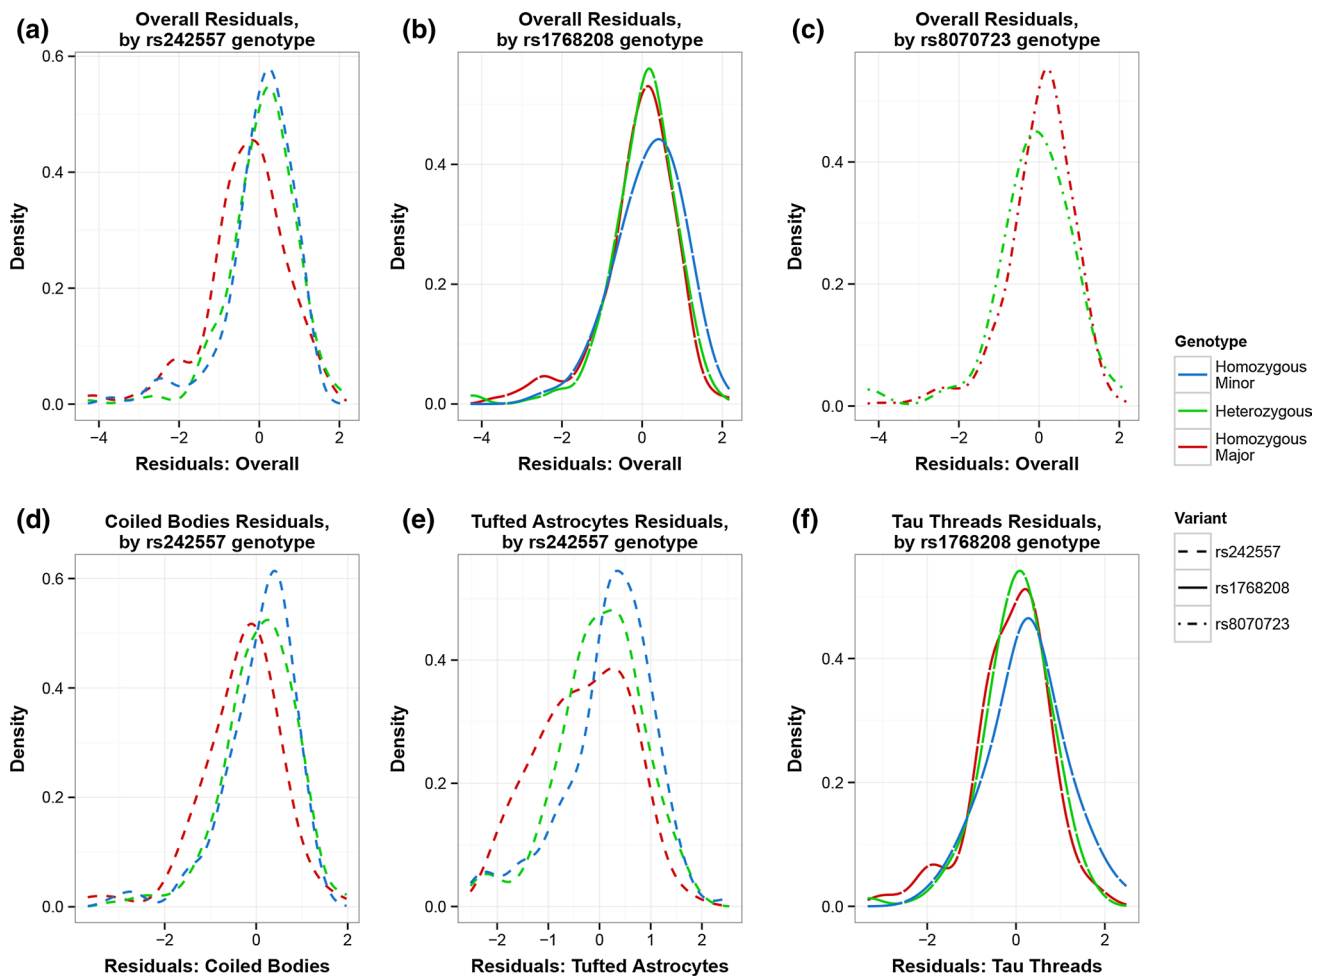 (a)
Overall Residuals,
by rs242557 genotype
0.6
0.4
0.2
0.0
Density
−4
−2
0
2
Residuals: Overall
(b)
Overall Residuals,
by rs1768208 genotype
0.4
0.2
0.0
Density
−4
−2
0
2
Residuals: Overall
(c)
Overall Residuals,
by rs8070723 genotype
0.4
0.2
0.0
Density
−4
−2
0
2
Residuals: Overall
Genotype
Homozygous
Minor
Heterozygous
Homozygous
Major
Variant
rs242557
rs1768208
rs8070723
(d)
Coiled Bodies Residuals,
by rs242557 genotype
0.6
0.4
0.2
0.0
Density
−2
0
2
Residuals: Coiled Bodies
(e)
Tufted Astrocytes Residuals,
by rs242557 genotype
0.4
0.2
0.0
Density
−2
−1
0
1
2
Residuals: Tufted Astrocytes
(f)
Tau Threads Residuals,
by rs1768208 genotype
0.4
0.2
0.0
Density
−2
0
2
Residuals: Tau Threads